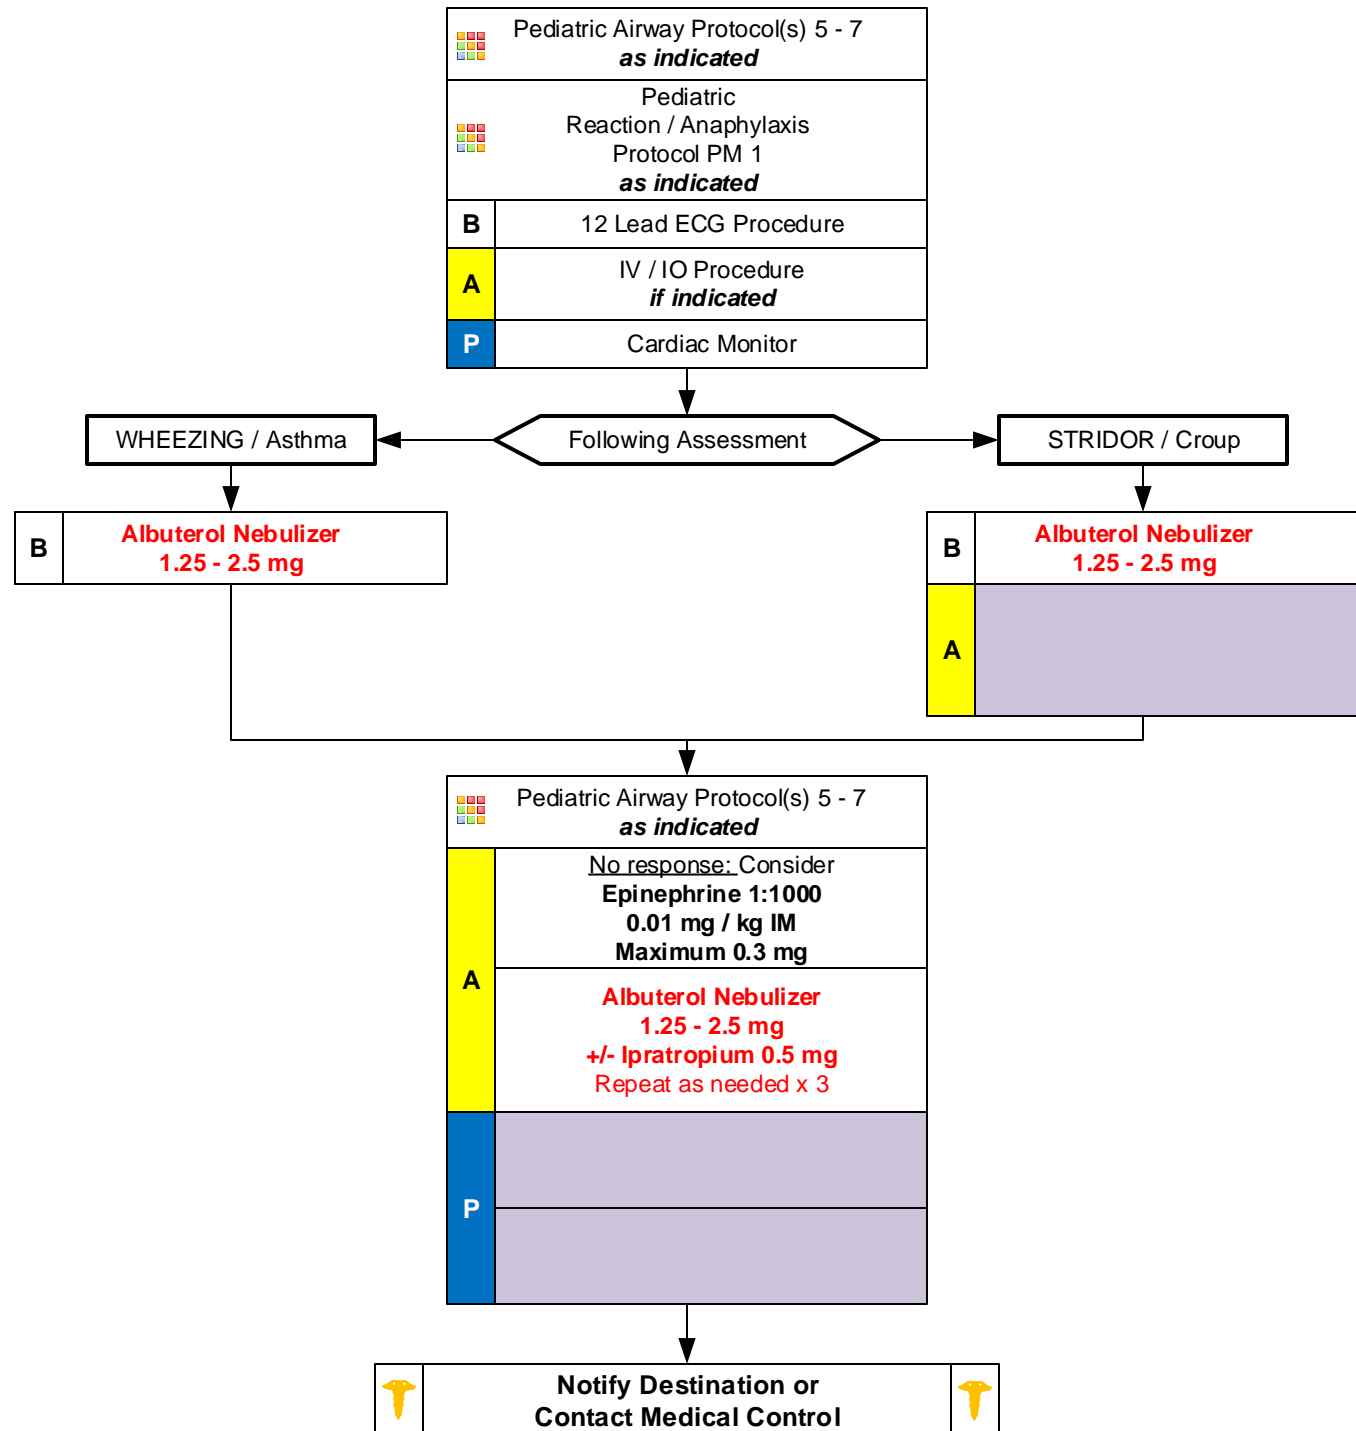 Pediatric Airway Protocol(s) 5 - 7
as indicated
Pediatric
Reaction / Anaphylaxis
Protocol PM 1
as indicated
B
12 Lead ECG Procedure
A
IV / IO Procedure
if indicated
P
Cardiac Monitor
WHEEZING / Asthma
Following Assessment
STRIDOR / Croup
B
Albuterol Nebulizer
1.25 - 2.5 mg
B
Albuterol Nebulizer
1.25 - 2.5 mg
A
Pediatric Airway Protocol(s) 5 - 7
as indicated
A
No response: Consider
Epinephrine 1:1000
0.01 mg / kg IM
Maximum 0.3 mg
Albuterol Nebulizer
1.25 - 2.5 mg
+/- Ipratropium 0.5 mg
Repeat as needed x 3
P
Notify Destination or
Contact Medical Control